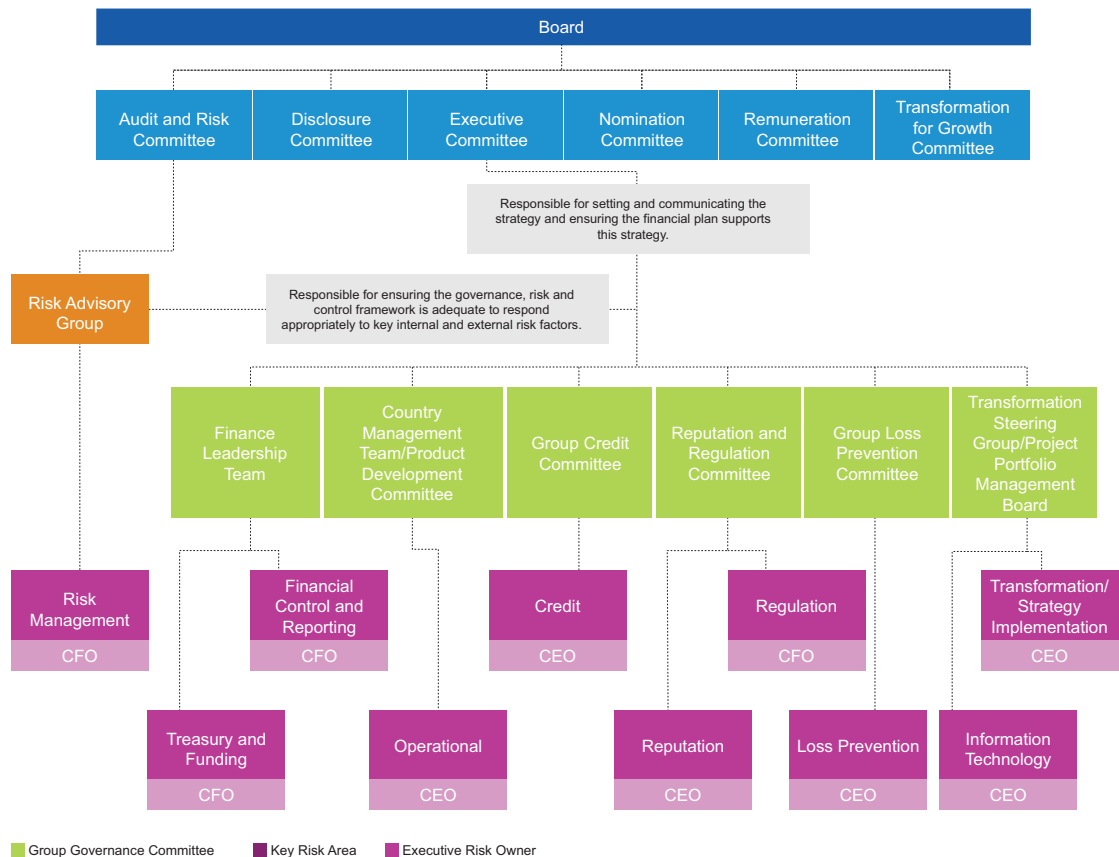 Board
Audit and Risk
Committee
Disclosure
Committee
Executive
Committee
Nomination
Committee
Remuneration
Committee
Transformation
for Growth
Committee
Responsible for setting and communicating the
strategy and ensuring the financial plan supports
this strategy.
Risk Advisory
Group
Responsible for ensuring the governance, risk and
control framework is adequate to respond
appropriately to key internal and external risk factors.
Finance
Leadership
Team
Country
Management
Team/Product
Development
Committee
Group Credit
Committee
Reputation and
Regulation
Committee
Group Loss
Prevention
Committee
Transformation
Steering
Group/Project
Portfolio
Management
Board
Risk
Management
CFO
Financial
Control and
Reporting
CFO
Credit
CEO
Regulation
CFO
Transformation/
Strategy
Implementation
CEO
Treasury and
Funding
CFO
Operational
CEO
Reputation
CEO
Loss Prevention
CEO
Information
Technology
CEO
Group Governance Committee
Key Risk Area
Executive Risk Owner